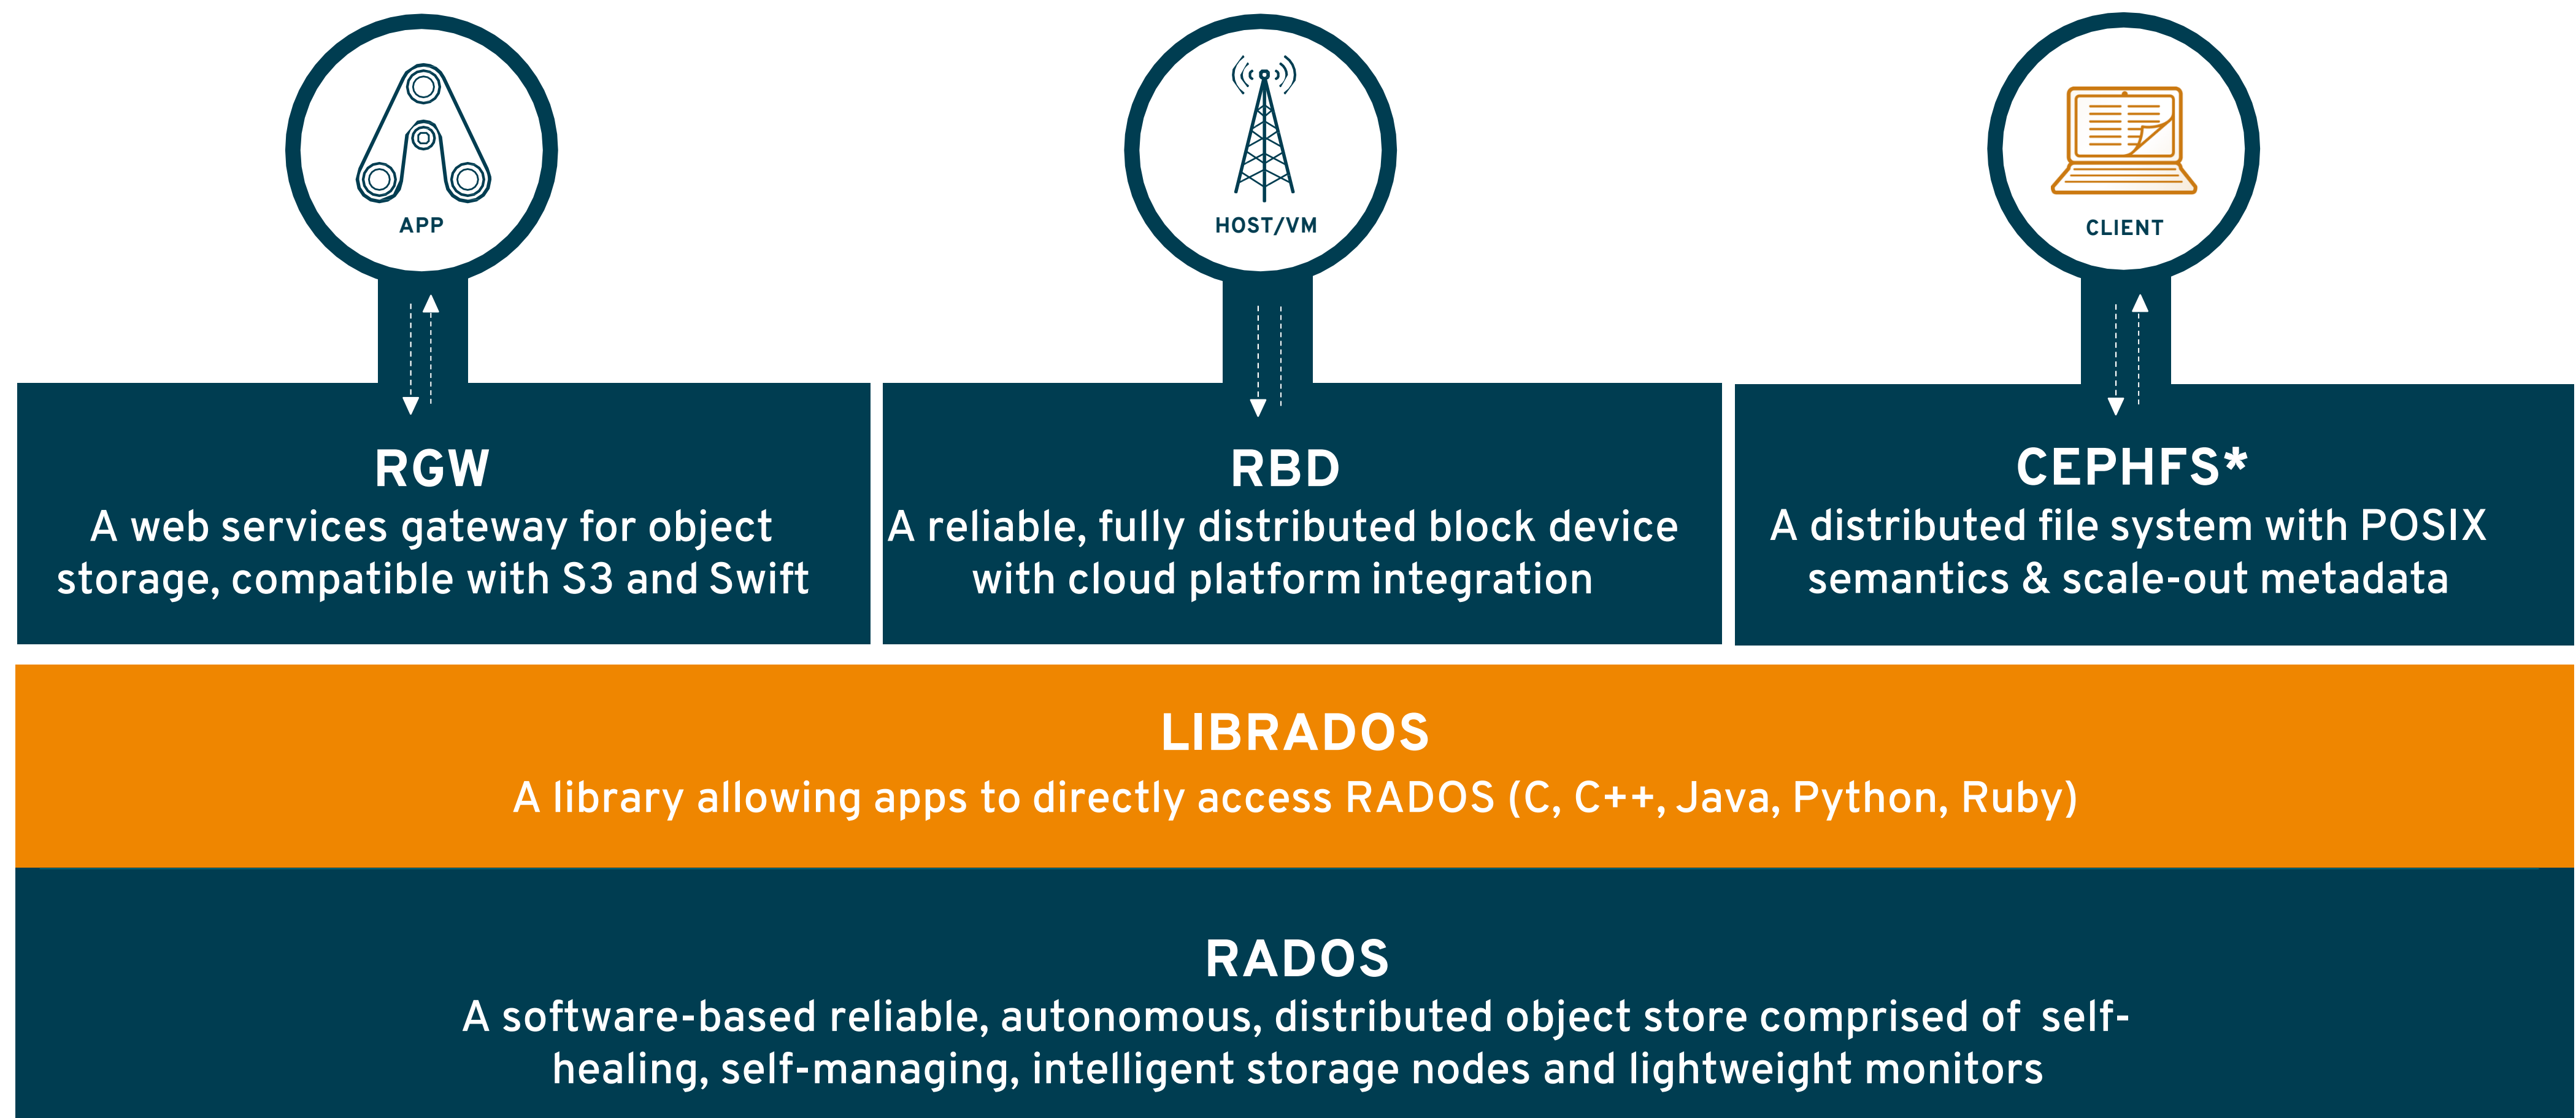 APP
HOST/VM
CLIENT
RGW
A web services gateway for object
storage, compatible with S3 and Swift
RBD
A reliable, fully distributed block device
with cloud platform integration
CEPHFS*
A distributed file system with POSIX
semantics & scale-out metadata
LIBRADOS
A library allowing apps to directly access RADOS (C, C++, Java, Python, Ruby)
RADOS
A software-based reliable, autonomous, distributed object store comprised of self-
healing, self-managing, intelligent storage nodes and lightweight monitors